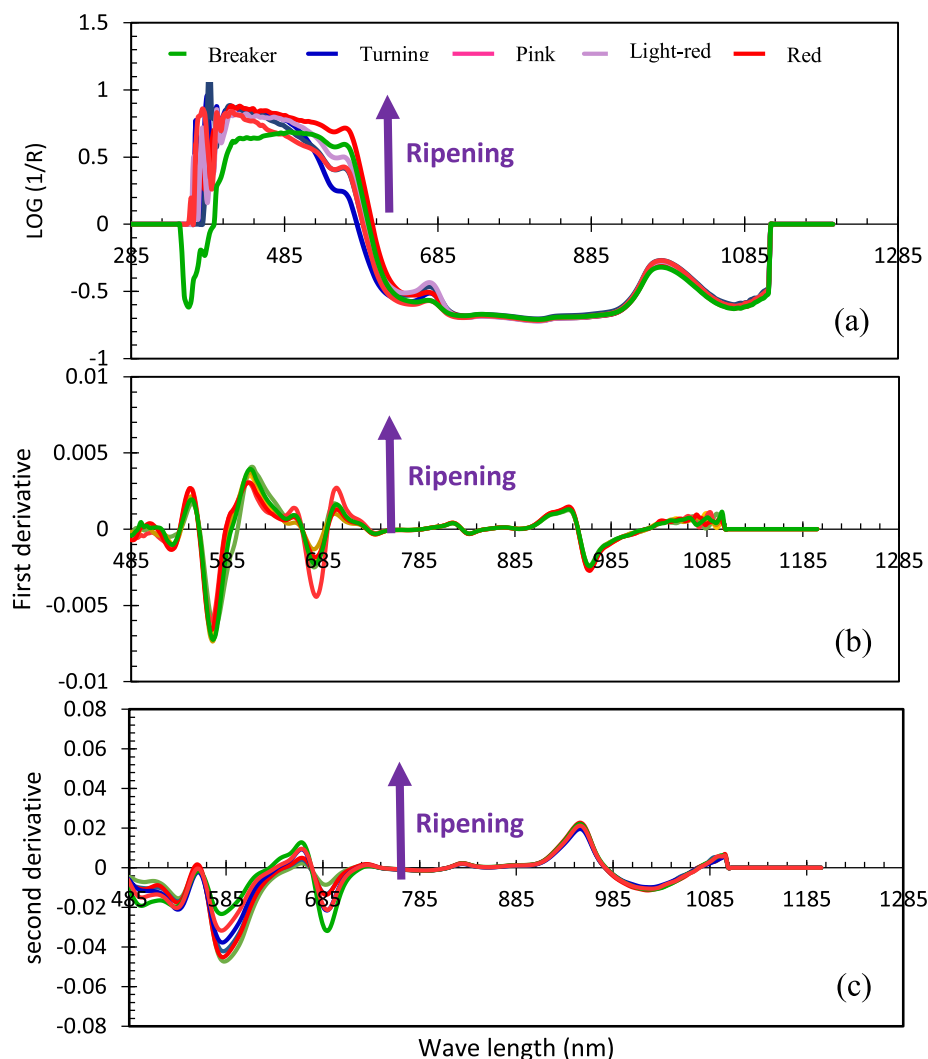 1.5
Breaker Turning Pink Light-red Red
1
Ripening
0.5
LOG (1/R)
0
285 485 685 885 1085 1285
-0.5
(a)
-1
0.01
0.005
Ripening
First derivative
0
485 585 685 785 885 985 1085 1185 1285
-0.005
(b)
-0.01
0.08
0.06
0.04
Ripening
0.02
second derivative
0
485 585 685 785 885 985 1085 1185 1285
-0.02
-0.04
-0.06
(c)
-0.08
Wave length (nm)